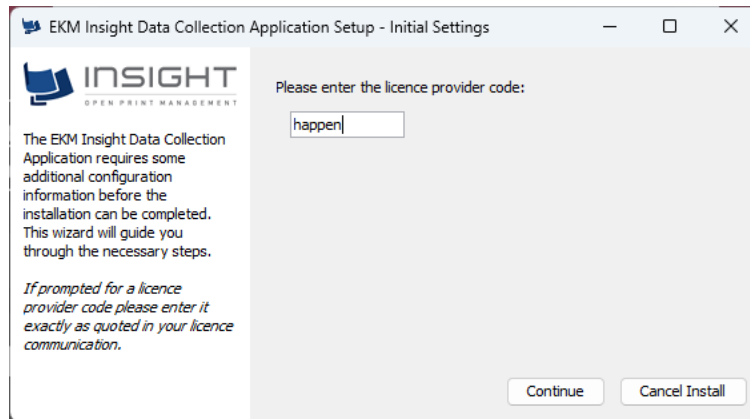 EKM Insight Data Collection Application Setup - Initial Settings
INSIGHT
OPEN PRINT MANAGEMENT
The EKM Insight Data Collection
Application requires some
additional configuration
information before the
installation can be completed.
This wizard will guide you
through the necessary steps.
If prompted for a licence
provider code please enter it
exactly as quoted in your licence
communication.
Please enter the licence provider code:
happen
Continue
Cancel Install